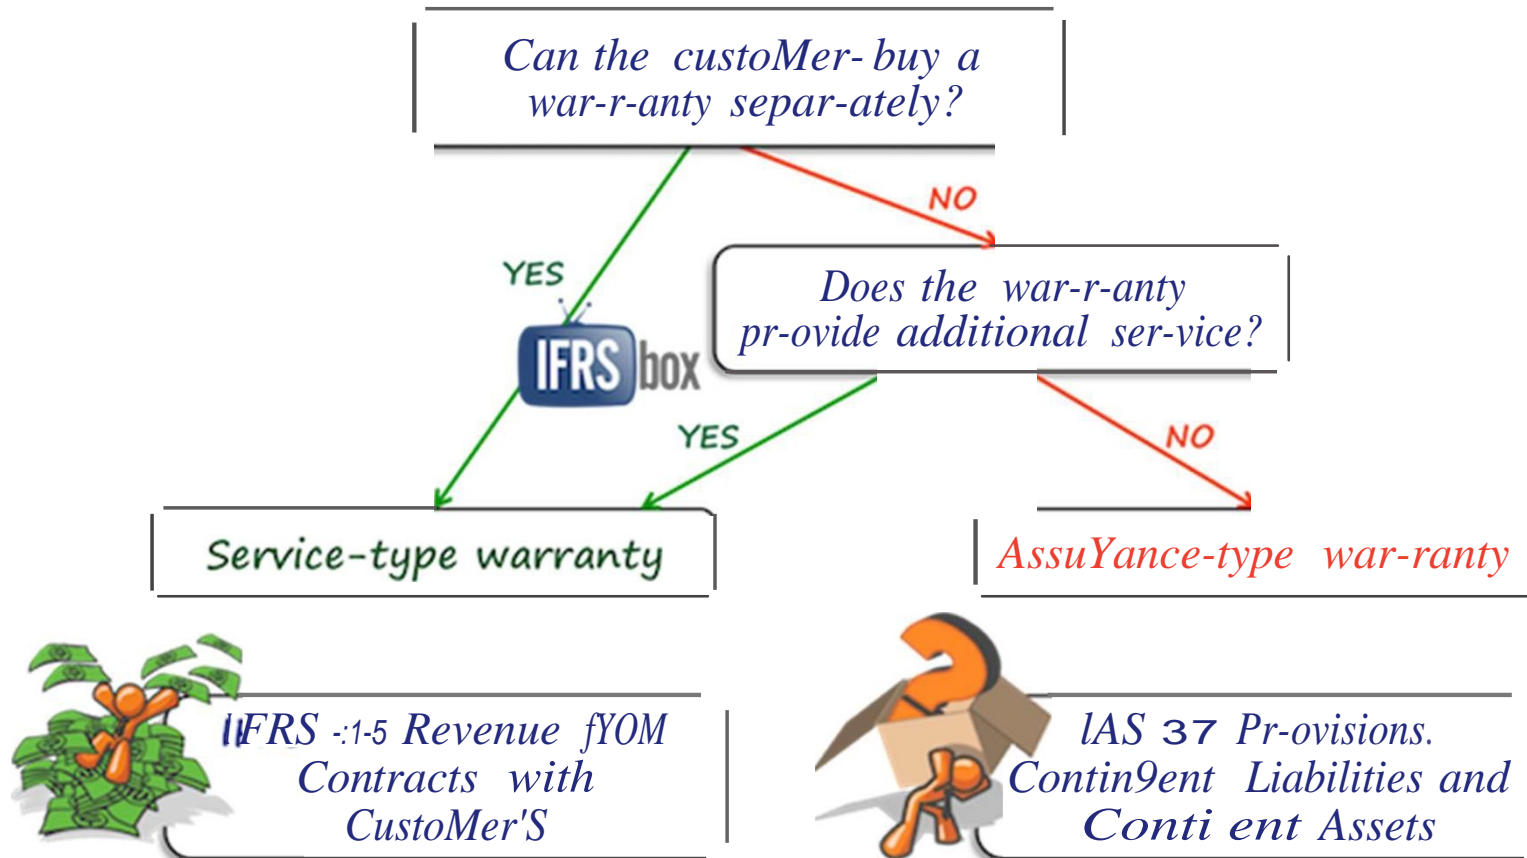 Can the custoMer- buy a
war-r-anty separ-ately?
NO
YES
Does the war-r-anty
pr-ovide additional ser-vice?
IFRS box
YES
NO
Service-type warranty
AssuYance-type war-ranty
IFRS -:1-5 Revenue fYOM
Contracts with
CustoMer'S
lAS 37 Pr-ovisions.
Contin9ent Liabilities and
Conti ent Assets